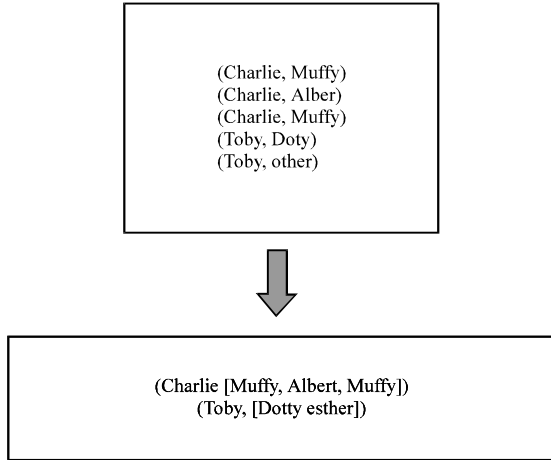 (Charlie, Muffy)
(Charlie, Alber)
(Charlie, Muffy)
(Toby, Doty)
(Toby, other)
(Charlie [Muffy, Albert, Muffy])
(Toby, [Dotty esther])